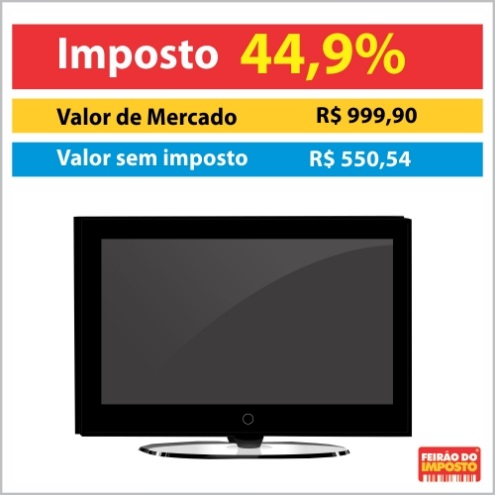 Imposto 44,9%
Valor de Mercado R$ 999,90
Valor sem imposto R$ 550,54
FEIRÃO DO
IMPOSTO